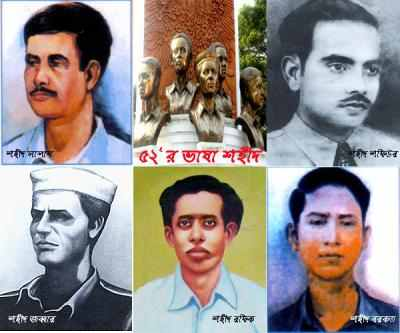 শহীদ সালাম
৫২'র ভাষা শহীদ
শহীদ শফিউর
শহীদ জব্বার
শহীদ রফিক
শহীদ বরকত